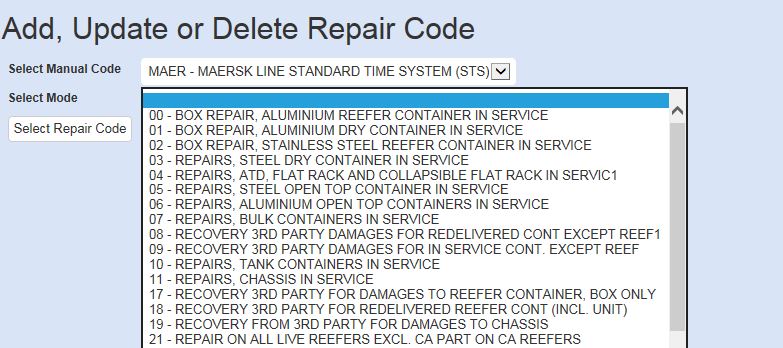 Add, Update or Delete Repair Code
Select Manual Code MAER - MAERSK LINE STANDARD TIME SYSTEM (STS)
Select Mode
Select Repair Code
00 - BOX REPAIR, ALUMINIUM REEFER CONTAINER IN SERVICE
01 - BOX REPAIR, ALUMINIUM DRY CONTAINER IN SERVICE
02 - BOX REPAIR, STAINLESS STEEL REEFER CONTAINER IN SERVICE
03 - REPAIRS, STEEL DRY CONTAINER IN SERVICE
04 - REPAIRS, ATD, FLAT RACK AND COLLAPSIBLE FLAT RACK IN SERVIC1
05 - REPAIRS, STEEL OPEN TOP CONTAINER IN SERVICE
06 - REPAIRS, ALUMINIUM OPEN TOP CONTAINERS IN SERVICE
07 - REPAIRS, BULK CONTAINERS IN SERVICE
08 - RECOVERY 3RD PARTY DAMAGES FOR REDELIVERED CONT EXCEPT REEF1
09 - RECOVERY 3RD PARTY DAMAGES FOR IN SERVICE CONT. EXCEPT REEF
10 - REPAIRS, TANK CONTAINERS IN SERVICE
11 - REPAIRS, CHASSIS IN SERVICE
17 - RECOVERY 3RD PARTY FOR DAMAGES TO REEFER CONTAINER, BOX ONLY
18 - RECOVERY 3RD PARTY FOR REDELIVERED REEFER CONT (INCL. UNIT)
19 - RECOVERY FROM 3RD PARTY FOR DAMAGES TO CHASSIS
21 - REPAIR ON ALL LIVE REEFERS EXCL. CA PART ON CA REEFERS